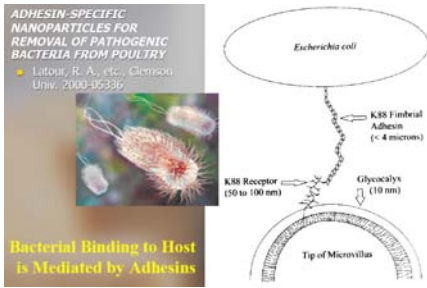 ADHESIN-SPECIFIC
NANOPARTICLES FOR
REMOVAL OF PATHOGENIC
BACTERIA FROM POULTRY
Latour, R. A., etc., Clemson
Univ. 2000-05336
Bacterial Binding to Host
is Mediated by Adhesins
Escherichia coli
K88 Fimbrial
Adhesin
(< 4 microns)
K88 Receptor
(50 to 100 nm)
Glycocalyx
(10 nm)
Tip of Microvillus